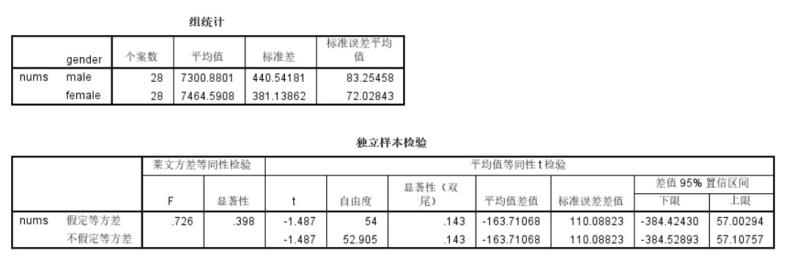 组统计
gender 个案数 平均值 标准差 标准误差平均值
nums male 28 7300.8801 440.54181 83.25458
female 28 7464.5908 381.13862 72.02843
独立样本检验
莱文方差等同性检验 平均值等同性 t 检验
F 显著性 t 自由度 显著性（双尾） 平均值差值 标准误差差值 差值 95% 置信区间
下限 上限
nums 假定等方差 .726 .398 -1.487 54 .143 -163.71068 110.08823 -384.42430 57.00294
不假定等方差 -1.487 52.905 .143 -163.71068 110.08823 -384.52893 57.10757